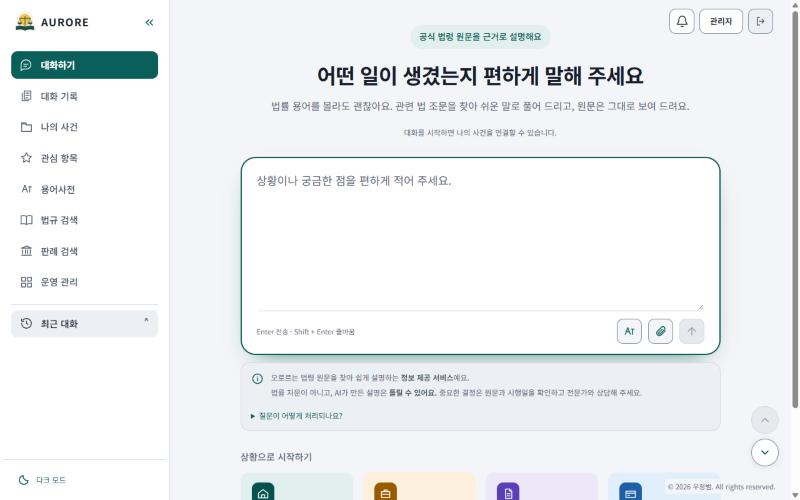 AURORE
대화하기
대화 기록
나의 사건
관심 항목
용어사전
법규 검색
판례 검색
운영 관리
최근 대화
다크 모드
관리자
공식 법령 원문을 근거로 설명해요
어떤 일이 생겼는지 편하게 말해 주세요
법률 용어를 몰라도 괜찮아요. 관련 법 조문을 찾아 쉬운 말로 풀어 드리고, 원문은 그대로 보여 드려요.
대화를 시작하면 나의 사건을 연결할 수 있습니다.
상황이나 궁금한 점을 편하게 적어 주세요.
Enter 전송 · Shift + Enter 줄바꿈
오로르는 법령 원문을 찾아 쉽게 설명하는 정보 제공 서비스예요.
법률 자문이 아니고, AI가 만든 설명은 틀릴 수 있어요. 중요한 결정은 원문과 시행일을 확인하고 전문가와 상담해 주세요.
▶ 질문이 어떻게 처리되나요?
상황으로 시작하기
© 2026 우정범. All rights reserved.